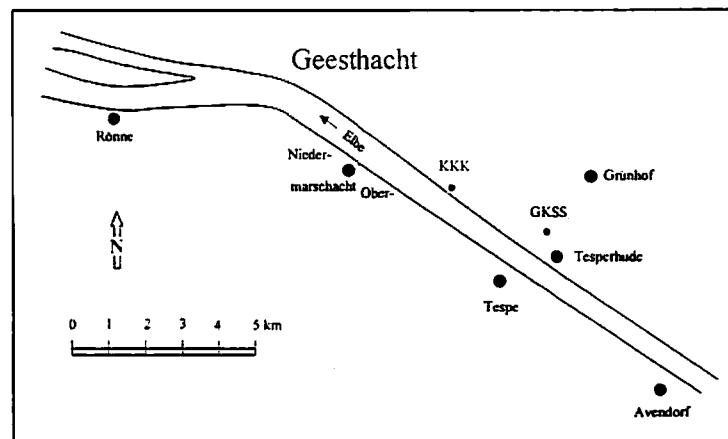 Geesthacht
Elbe
Rönne
Nieder-
marschacht
Ober-
KKK
Grünhof
GKSS
Tesperhude
N
Tespe
0 1 2 3 4 5 km
Avendorf